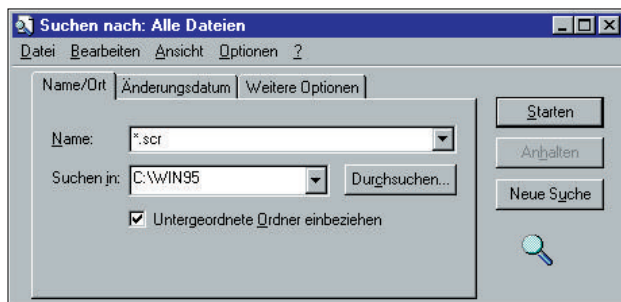 Suchen nach: Alle Dateien
Datei Bearbeiten Ansicht Optionen ?
Name/Ort Änderungsdatum Weitere Optionen
Starten
Name: *.scr
Anhalten
Suchen in: C:\WIN95 Durchsuchen...
Neue Suche
Untergeordnete Ordner einbeziehen